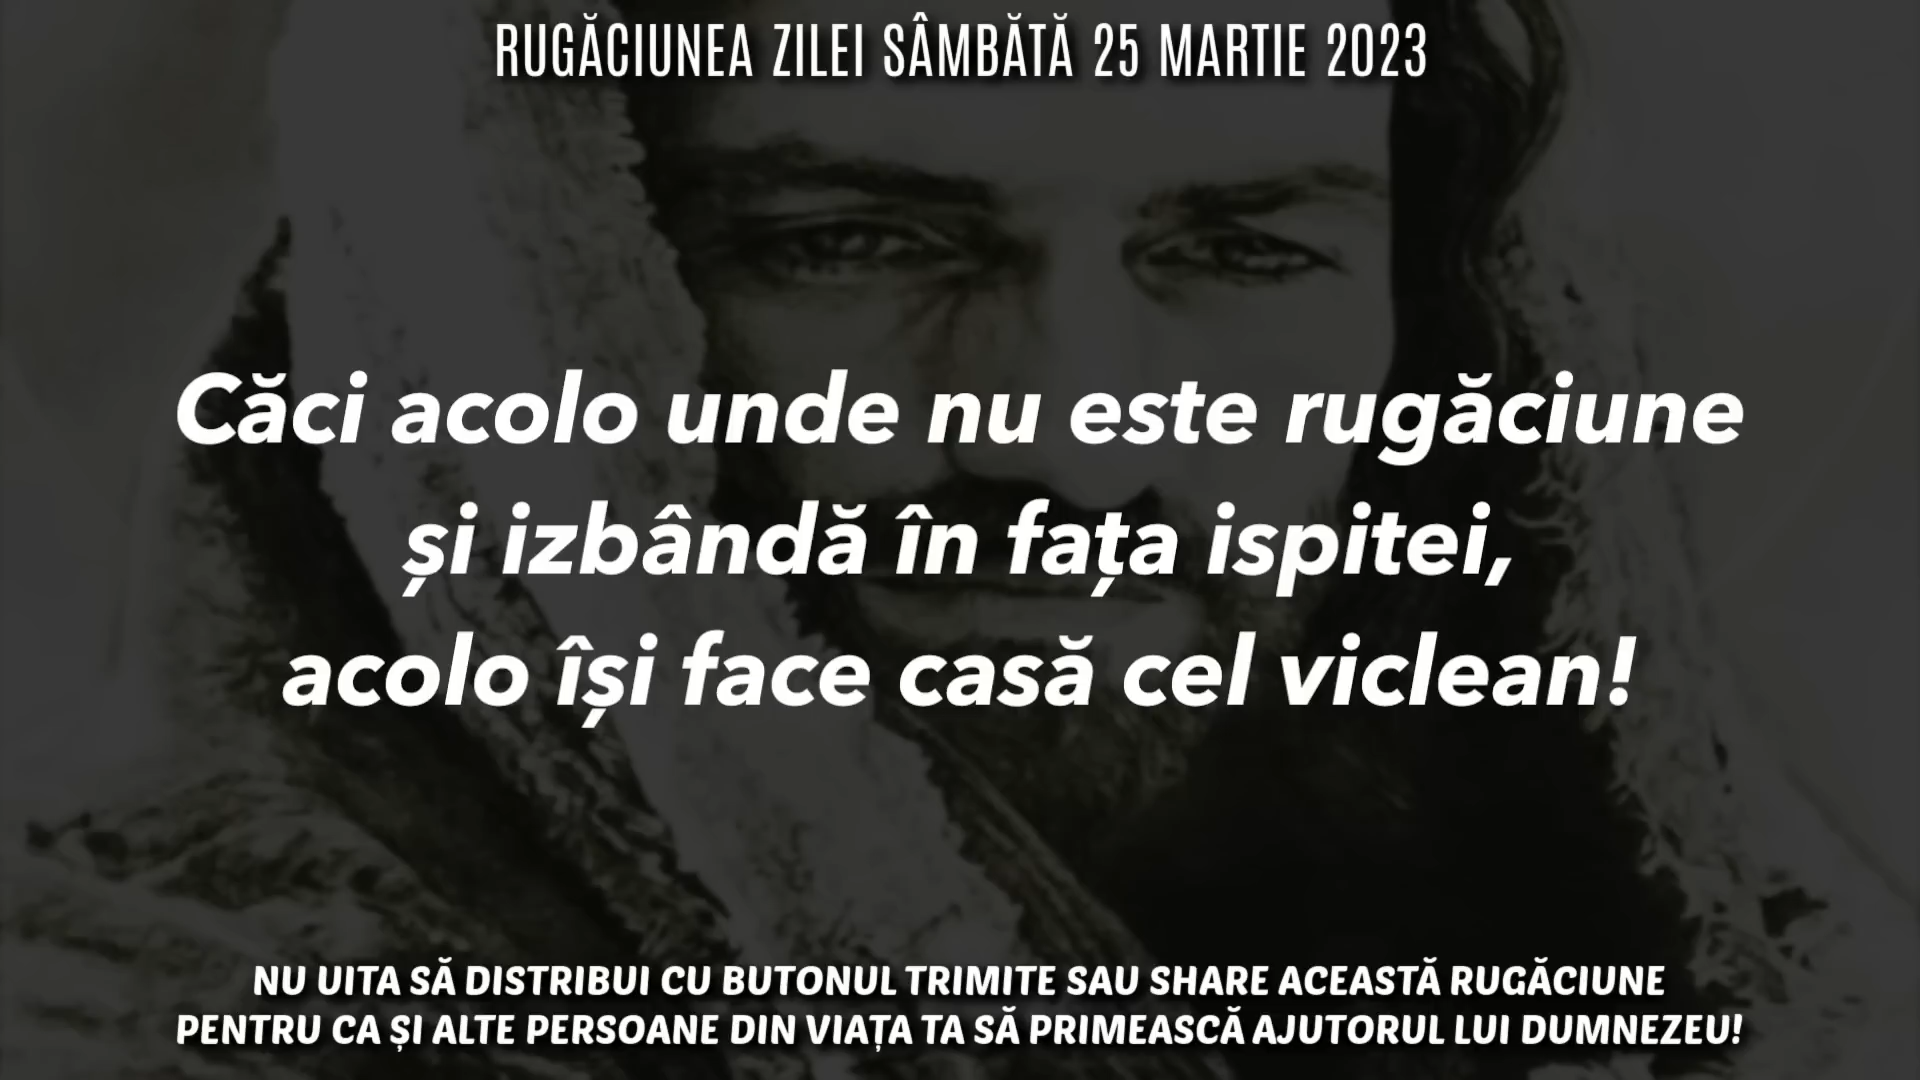 RUGĂCIUNEA ZILEI SÂMBĂTĂ 25 MARTIE 2023
Căci acolo unde nu este rugăciune
și izbândă în fața ispitei,
acolo își face casă cel viclean!
NU UITA SĂ DISTRIBUI CU BUTONUL TRIMITE SAU SHARE ACEASTĂ RUGĂCIUNE
PENTRU CA ȘI ALTE PERSOANE DIN VIAȚA TA SĂ PRIMEASCĂ AJUTORUL LUI DUMNEZEU!